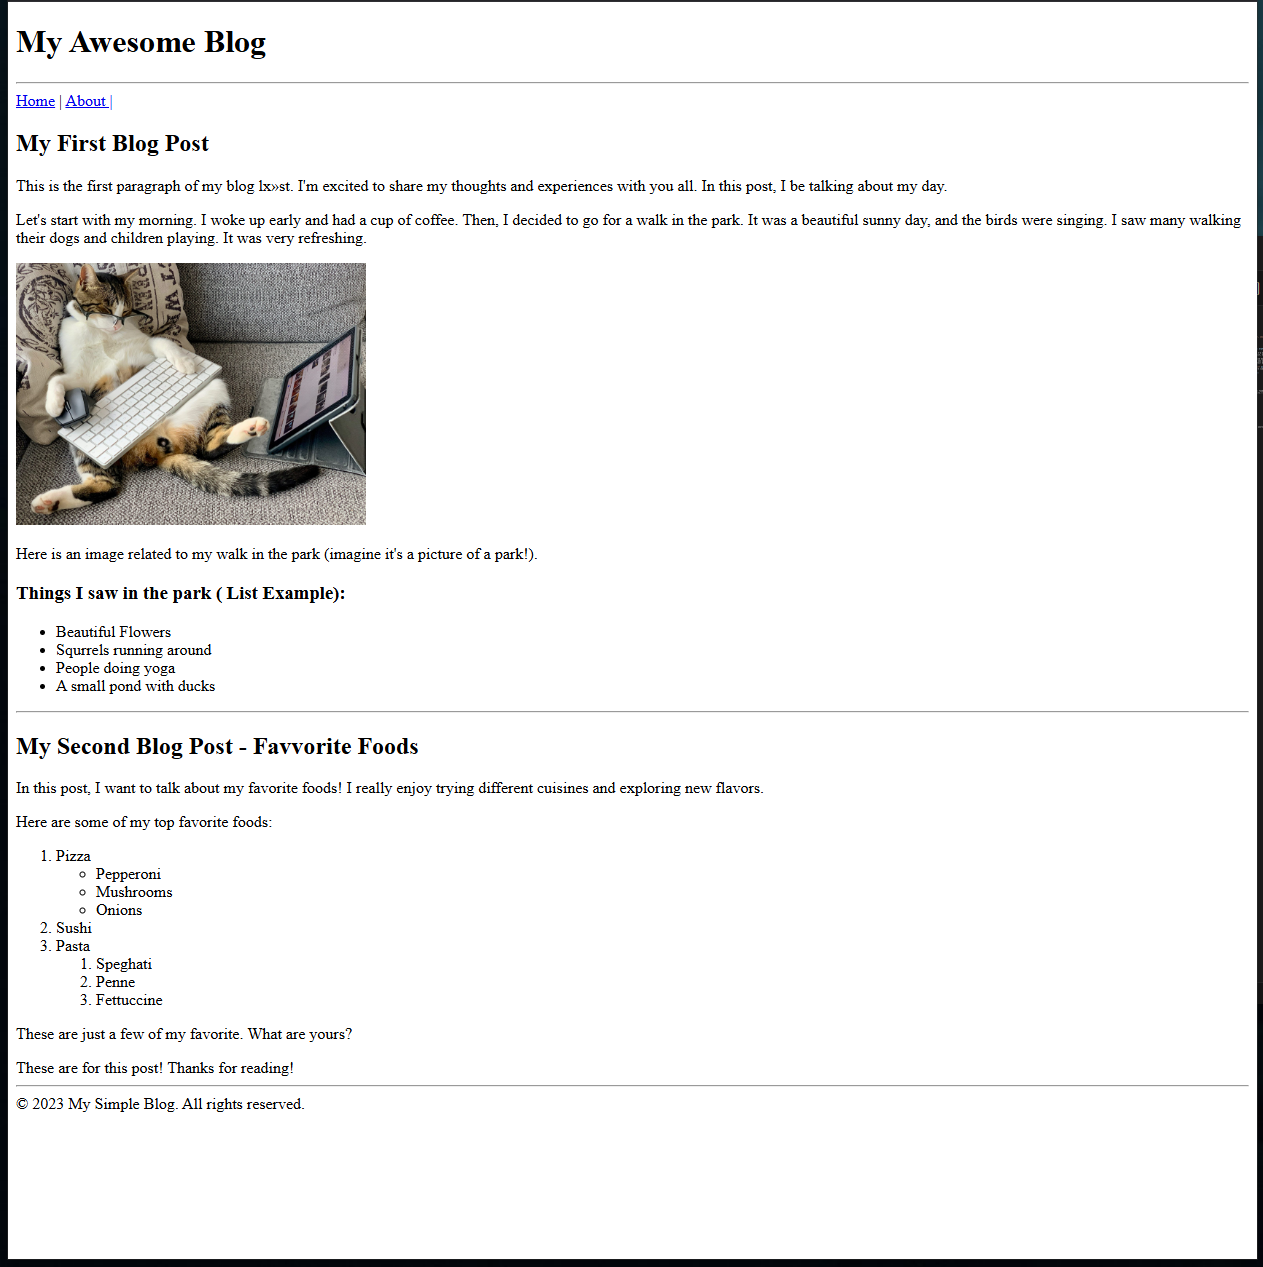 My Awesome Blog
Home | About |
My First Blog Post
This is the first paragraph of my blog lx»st. I'm excited to share my thoughts and experiences with you all. In this post, I be talking about my day.
Let's start with my morning. I woke up early and had a cup of coffee. Then, I decided to go for a walk in the park. It was a beautiful sunny day, and the birds were singing. I saw many walking
their dogs and children playing. It was very refreshing.
Here is an image related to my walk in the park (imagine it's a picture of a park!).
Things I saw in the park ( List Example):
• Beautiful Flowers
• Squrrels running around
• People doing yoga
• A small pond with ducks
My Second Blog Post - Favvorite Foods
In this post, I want to talk about my favorite foods! I really enjoy trying different cuisines and exploring new flavors.
Here are some of my top favorite foods:
1. Pizza
○ Pepperoni
○ Mushrooms
○ Onions
2. Sushi
3. Pasta
1. Speghati
2. Penne
3. Fettuccine
These are just a few of my favorite. What are yours?
These are for this post! Thanks for reading!
© 2023 My Simple Blog. All rights reserved.